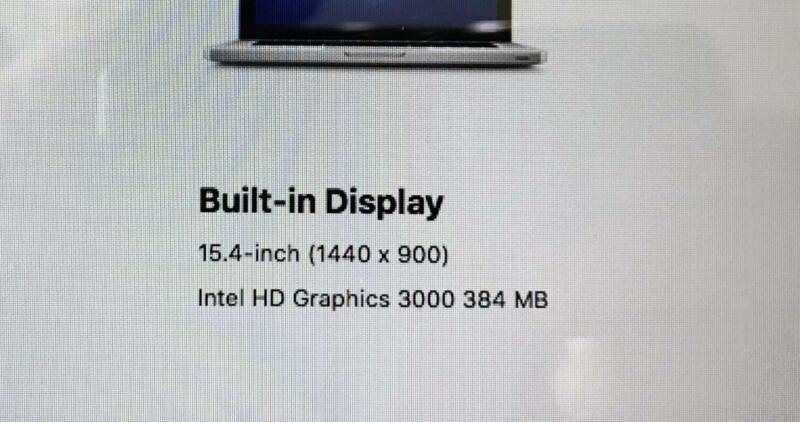 Built-in Display
15.4-inch (1440 x 900)
Intel HD Graphics 3000 384 MB